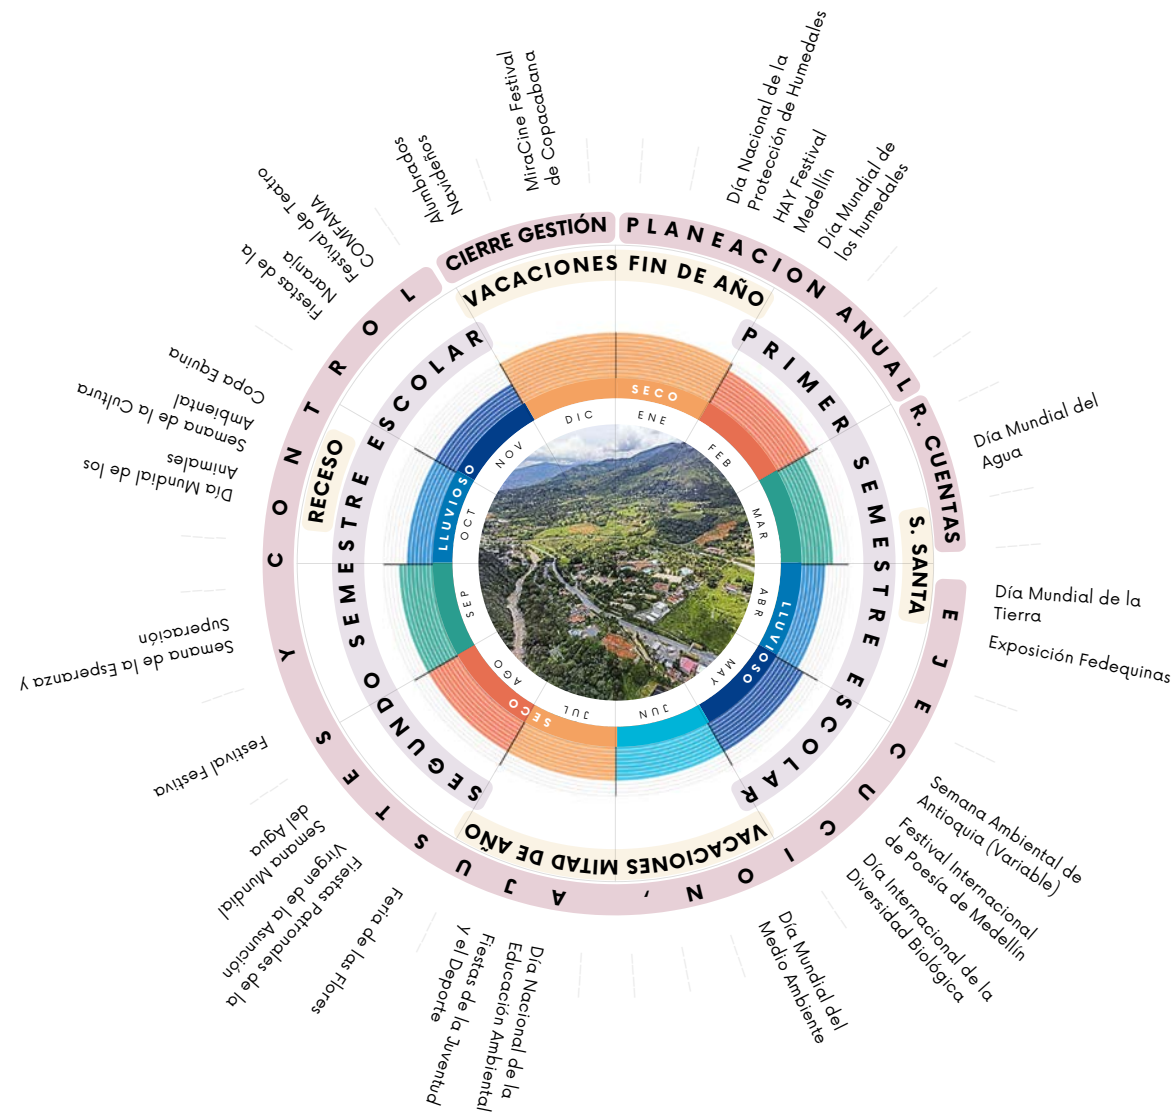 Día Nacional de la
Protección de Humedales
HAY Festival
Medellín
Día Mundial de
los humedales
Día Mundial del
Agua
Día Mundial de la
Tierra
Exposición Fedequinas
Semana Ambiental de
Antioquia (Variable)
Festival Internacional
de Poesía de Medellín
Día Internacional de la
Diversidad Biológica
Día Mundial del
Medio Ambiente
Día Nacional de la
Educación Ambiental
Fiestas de la Juventud
y el Deporte
Feria de las Flores
Fiestas Patronales de la
Virgen de la Asunción
Semana Mundial
del Agua
Festival Festiva
Semana de la Esperanza y
Superación
Día Mundial de los
Animales
Semana de la Cultura
Ambiental
Copa Equina
Fiestas de la
Naranja
Festival de Teatro
COMFAMA
Alumbrados
Navideños
MiraCine Festival
de Copacabana
PLANEACION ANUAL
R. CUENTAS
EJECUCION, AJUSTES Y CONTROL
CIERRE GESTIÓN
VACACIONES FIN DE AÑO
S. SANTA
VACACIONES MITAD DE AÑO
RECESO
PRIMER SEMESTRE ESCOLAR
SEGUNDO SEMESTRE ESCOLAR
SECO
LLUVIOSO
SECO
LLUVIOSO
ENE
FEB
MAR
ABR
MAY
JUN
JUL
AGO
SEP
OCT
NOV
DIC